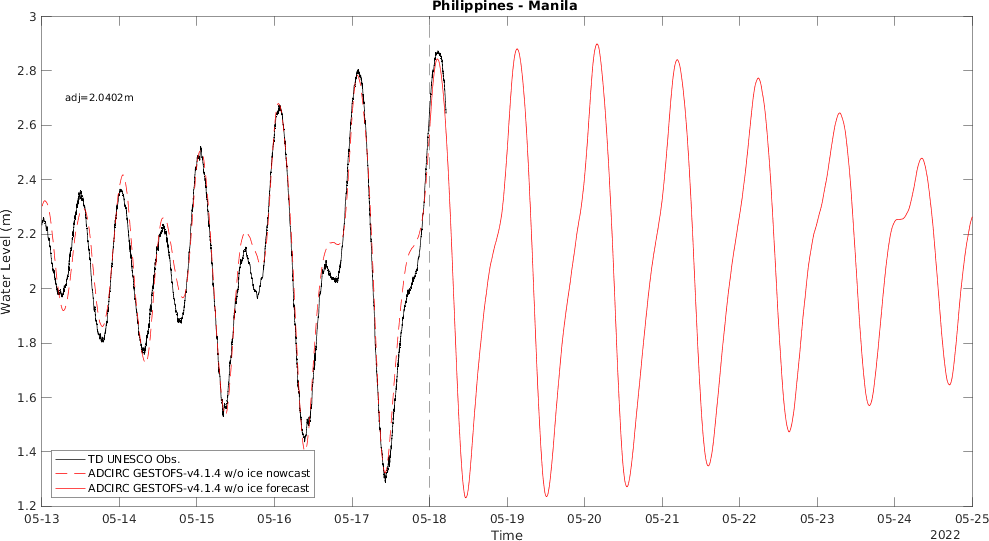 Philippines - Manila
3
2.8
adj=2.0402m
2.6
2.4
2.2
2
1.8
1.6
1.4
1.2
Water Level (m)
TD UNESCO Obs.
ADCIRC GESTOFS-v4.1.4 w/o ice nowcast
ADCIRC GESTOFS-v4.1.4 w/o ice forecast
05-13 05-14 05-15 05-16 05-17 05-18 05-19 05-20 05-21 05-22 05-23 05-24 05-25
Time
2022